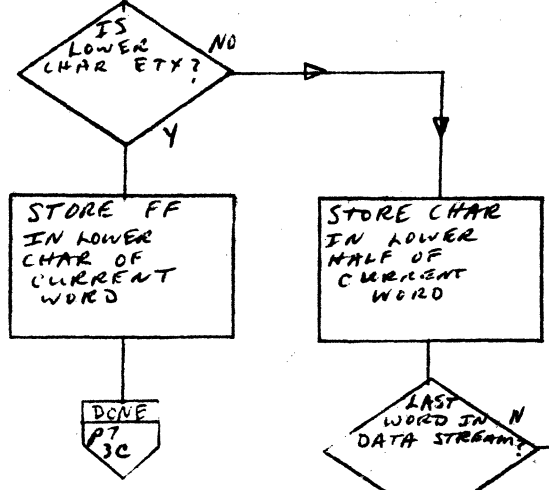 IS
LOWER
CHAR ETX?
NO
Y
STORE FF
IN LOWER
CHAR OF
CURRENT
WORD
STORE CHAR
IN LOWER
HALF OF
CURRENT
WORD
DONE
P7
3C
LAST
WORD IN
DATA STREAM?
N